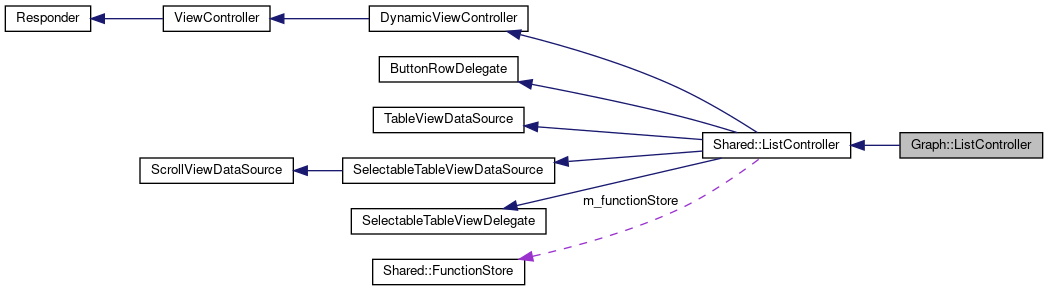 Responder
ViewController
DynamicViewController
ButtonRowDelegate
TableViewDataSource
Shared::ListController
Graph::ListController
ScrollViewDataSource
SelectableTableViewDataSource
m_functionStore
SelectableTableViewDelegate
Shared::FunctionStore